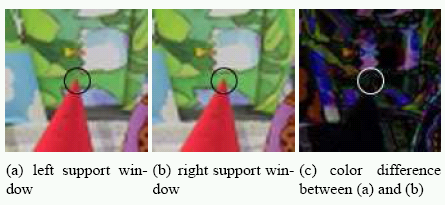 (a) left support win-
dow
(b) right support win-
dow
(c) color difference
between (a) and (b)